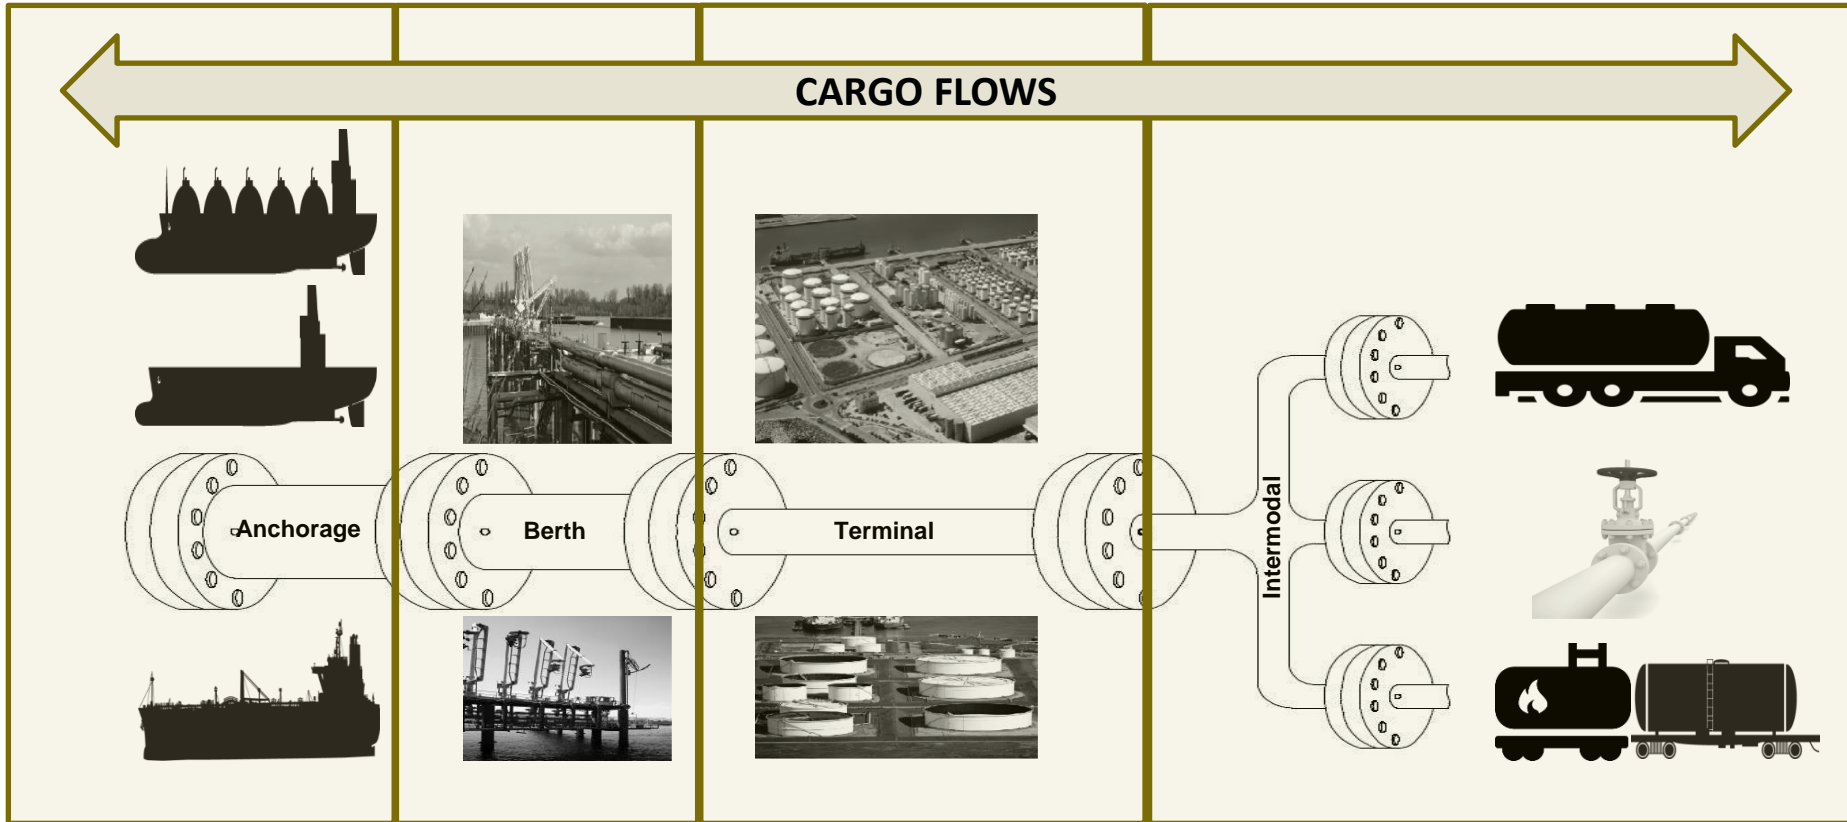 CARGO FLOWS
Anchorage
Berth
Terminal
Intermodal